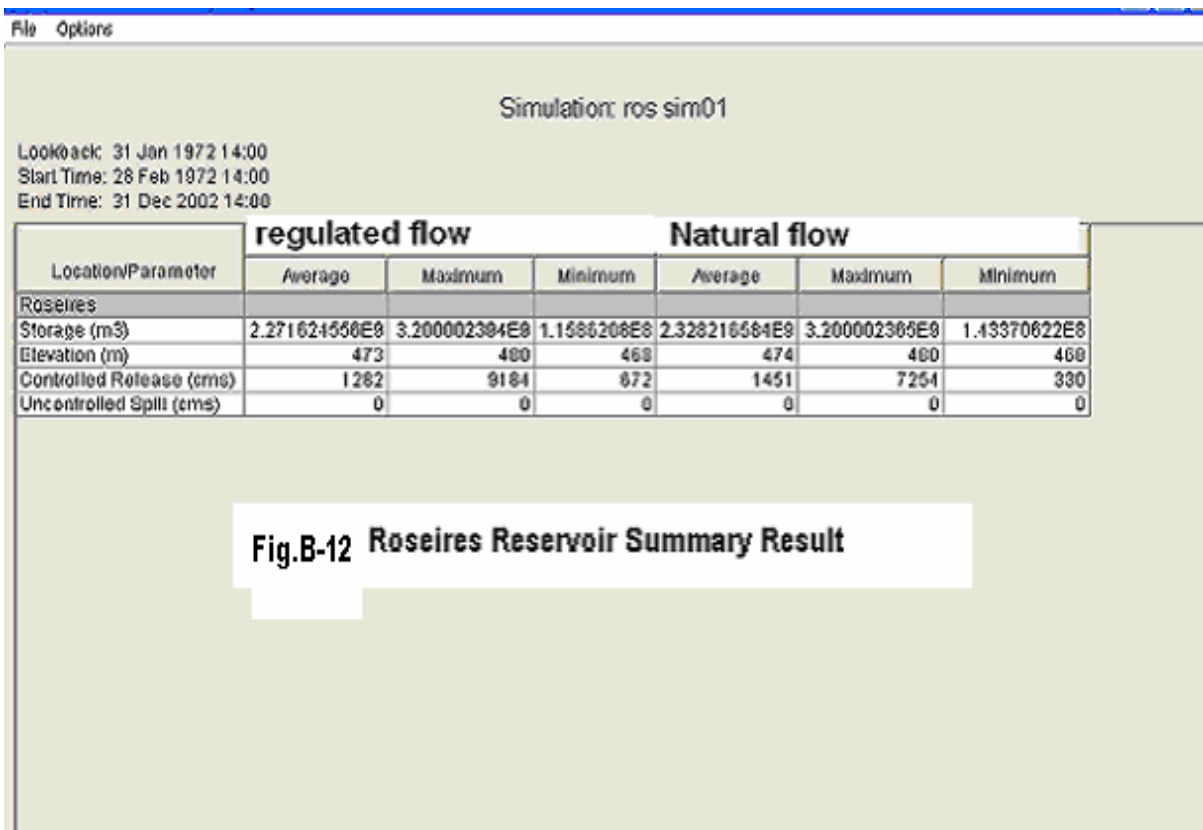 File Options
Simulation: ros sim01
Lookback: 31 Jan 1972 14:00
Start Time: 28 Feb 1972 14:00
End Time: 31 Dec 2002 14:00
regulated flow Natural flow
Location/Parameter Average Maximum Minimum Average Maximum Minimum
Roseires
Storage (m3) 2.271624556E9 3.200002394E9 1.1586208E8 2.328216584E9 3.200002365E9 1.43370622E8
Elevation (m) 473 480 468 474 480 468
Controlled Release (cms) 1282 9184 672 1451 7254 330
Uncontrolled Spill (cms) 0 0 0 0 0 0
Fig.B-12 Roseires Reservoir Summary Result